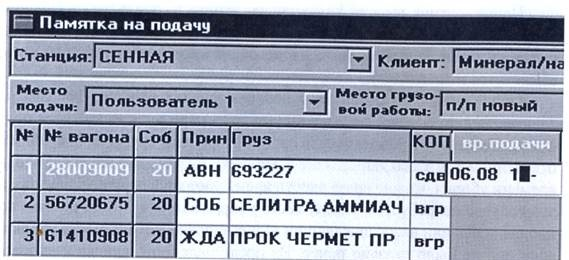 Памятка на подачу
Станция: СЕННАЯ Клиент: Минерал/на
Место подачи: Пользователь 1 Место грузо-вой работы: п/п новый
№ № вагона Соб Прин Груз КОП вр.подачи
1 28009009 20 АВН 693227 сдв 06.08 1 -
2 56720675 20 СОБ СЕЛИТРА АММИАЧ вгр
3 61410908 20 ЖДА ПРОК ЧЕРМЕТ ПР вгр